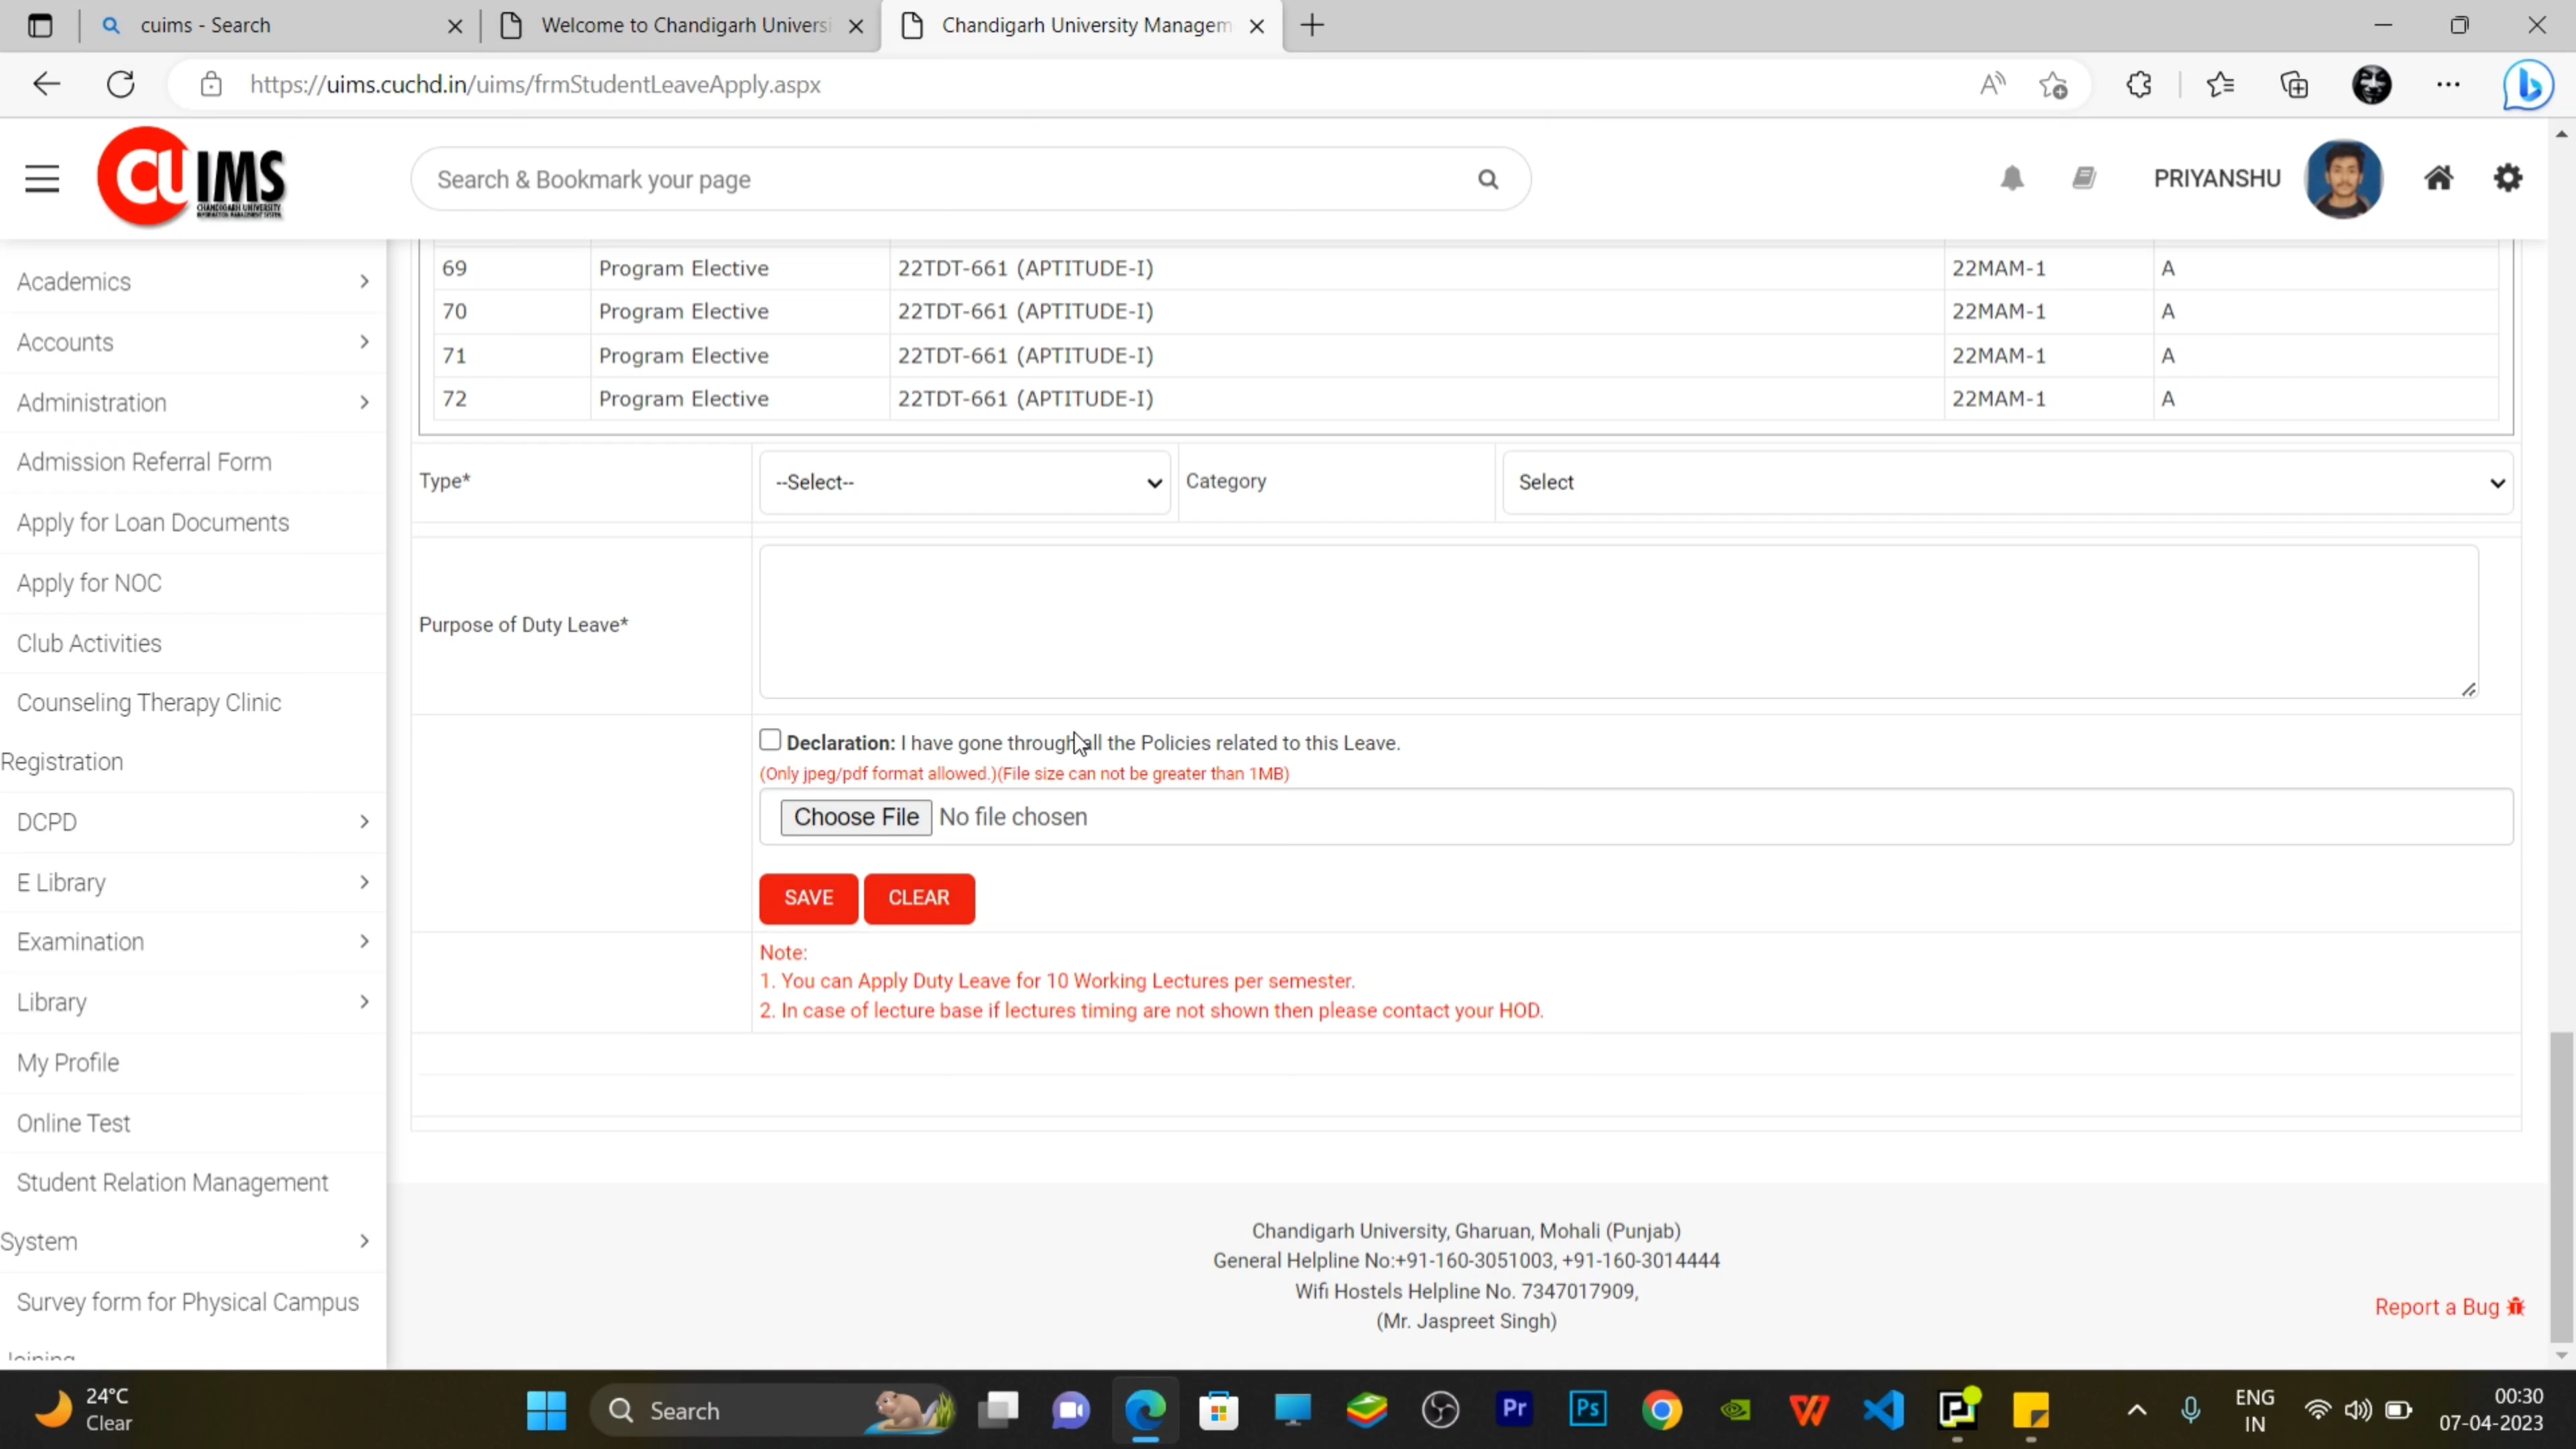 cuims - Search
Welcome to Chandigarh Universi
Chandigarh University Managem
https://uims.cuchd.in/uims/frmStudentLeaveApply.aspx
CU IMS
CHANDIGARH UNIVERSITY
INFORMATION MANAGEMENT SYSTEM
Search & Bookmark your page
PRIYANSHU
Academics
Accounts
Administration
Admission Referral Form
Apply for Loan Documents
Apply for NOC
Club Activities
Counseling Therapy Clinic
Registration
DCPD
E Library
Examination
Library
My Profile
Online Test
Student Relation Management
System
Survey form for Physical Campus
69 Program Elective 22TDT-661 (APTITUDE-I) 22MAM-1 A
70 Program Elective 22TDT-661 (APTITUDE-I) 22MAM-1 A
71 Program Elective 22TDT-661 (APTITUDE-I) 22MAM-1 A
72 Program Elective 22TDT-661 (APTITUDE-I) 22MAM-1 A
Type* --Select-- Category Select
Purpose of Duty Leave*
Declaration: I have gone through all the Policies related to this Leave.
(Only jpeg/pdf format allowed.)(File size can not be greater than 1MB)
Choose File No file chosen
SAVE CLEAR
Note:
1. You can Apply Duty Leave for 10 Working Lectures per semester.
2. In case of lecture base if lectures timing are not shown then please contact your HOD.
Chandigarh University, Gharuan, Mohali (Punjab)
General Helpline No:+91-160-3051003, +91-160-3014444
Wifi Hostels Helpline No. 7347017909,
(Mr. Jaspreet Singh)
Report a Bug
24°C
Clear
Search
Pr
Ps
ENG
IN
00:30
07-04-2023